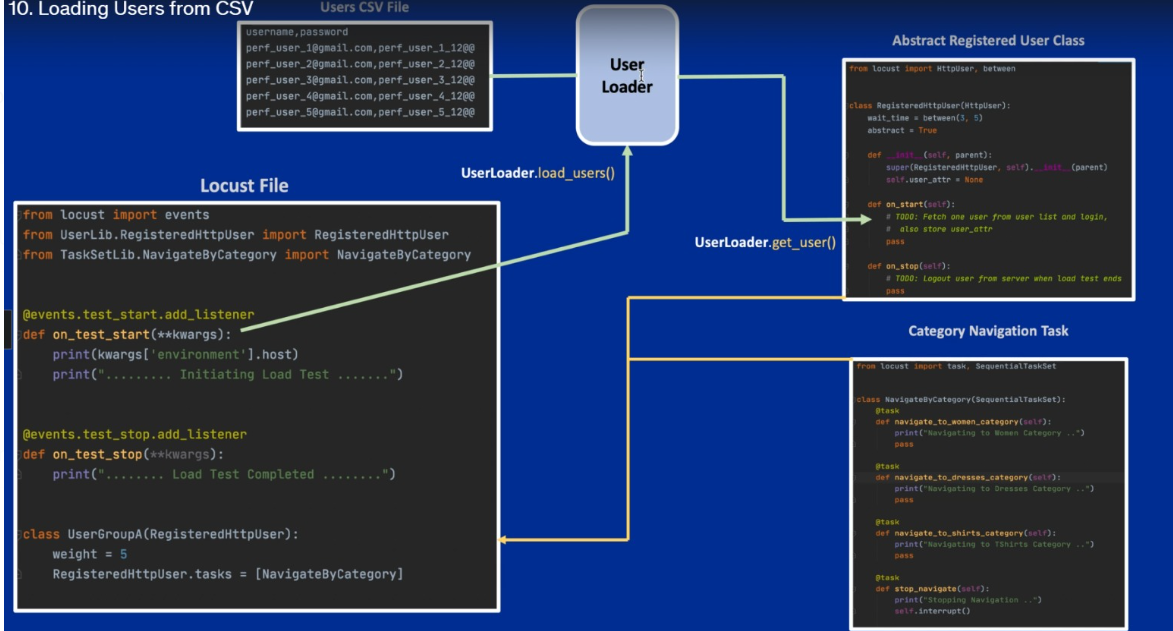 10. Loading Users from CSV
Users CSV File
username,password
perf_user_1@gmail.com,perf_user_1_12@@
perf_user_2@gmail.com,perf_user_2_12@@
perf_user_3@gmail.com,perf_user_3_12@@
perf_user_4@gmail.com,perf_user_4_12@@
perf_user_5@gmail.com,perf_user_5_12@@
User
Loader
UserLoader.load_users()
UserLoader.get_user()
Locust File
from locust import events
from UserLib.RegisteredHttpUser import RegisteredHttpUser
from TaskSetLib.NavigateByCategory import NavigateByCategory
@events.test_start.add_listener
def on_test_start(**kwargs):
print(kwargs['environment'].host)
print("......... Initiating Load Test .......")
@events.test_stop.add_listener
def on_test_stop(**kwargs):
print("........ Load Test Completed ........")
class UserGroupA(RegisteredHttpUser):
weight = 5
RegisteredHttpUser.tasks = [NavigateByCategory]
Abstract Registered User Class
from locust import HttpUser, between
class RegisteredHttpUser(HttpUser):
wait_time = between(3, 5)
abstract = True
def __init__(self, parent):
super(RegisteredHttpUser, self).__init__(parent)
self.user_attr = None
def on_start(self):
# TODO: Fetch one user from user list and login,
# also store user_attr
pass
def on_stop(self):
# TODO: Logout user from server when load test ends
pass
Category Navigation Task
from locust import task, SequentialTaskSet
class NavigateByCategory(SequentialTaskSet):
@task
def navigate_to_women_category(self):
print("Navigating to Women Category ..")
pass
@task
def navigate_to_dresses_category(self):
print("Navigating to Dresses Category ..")
pass
@task
def navigate_to_shirts_category(self):
print("Navigating to TShirts Category ..")
pass
@task
def stop_navigate(self):
print("Stopping Navigation ..")
self.interrupt()